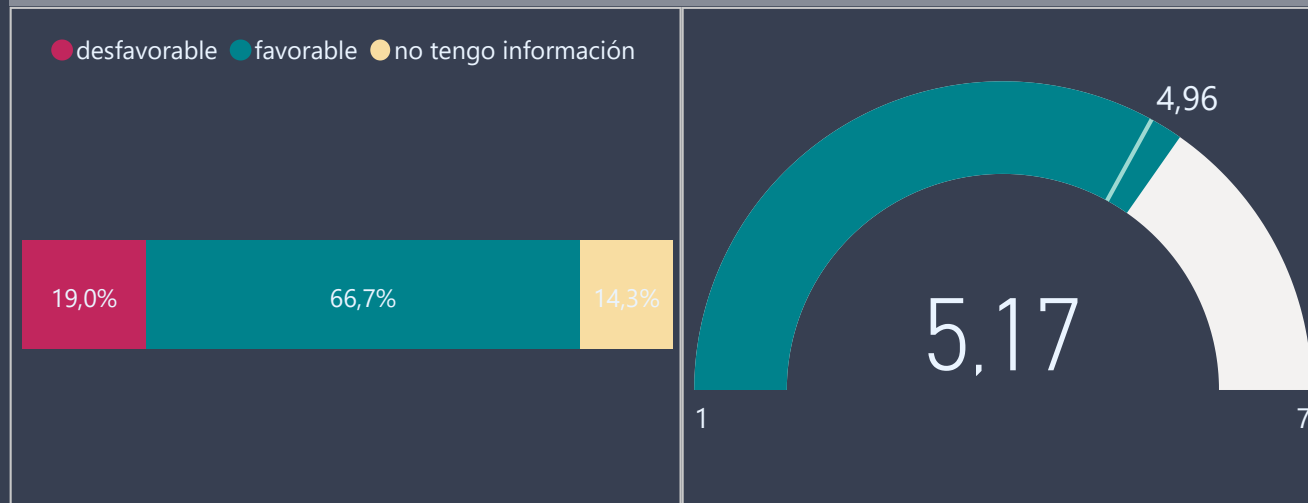 desfavorable favorable no tengo información
19,0% 66,7% 14,3%
4,96
5,17
1 7